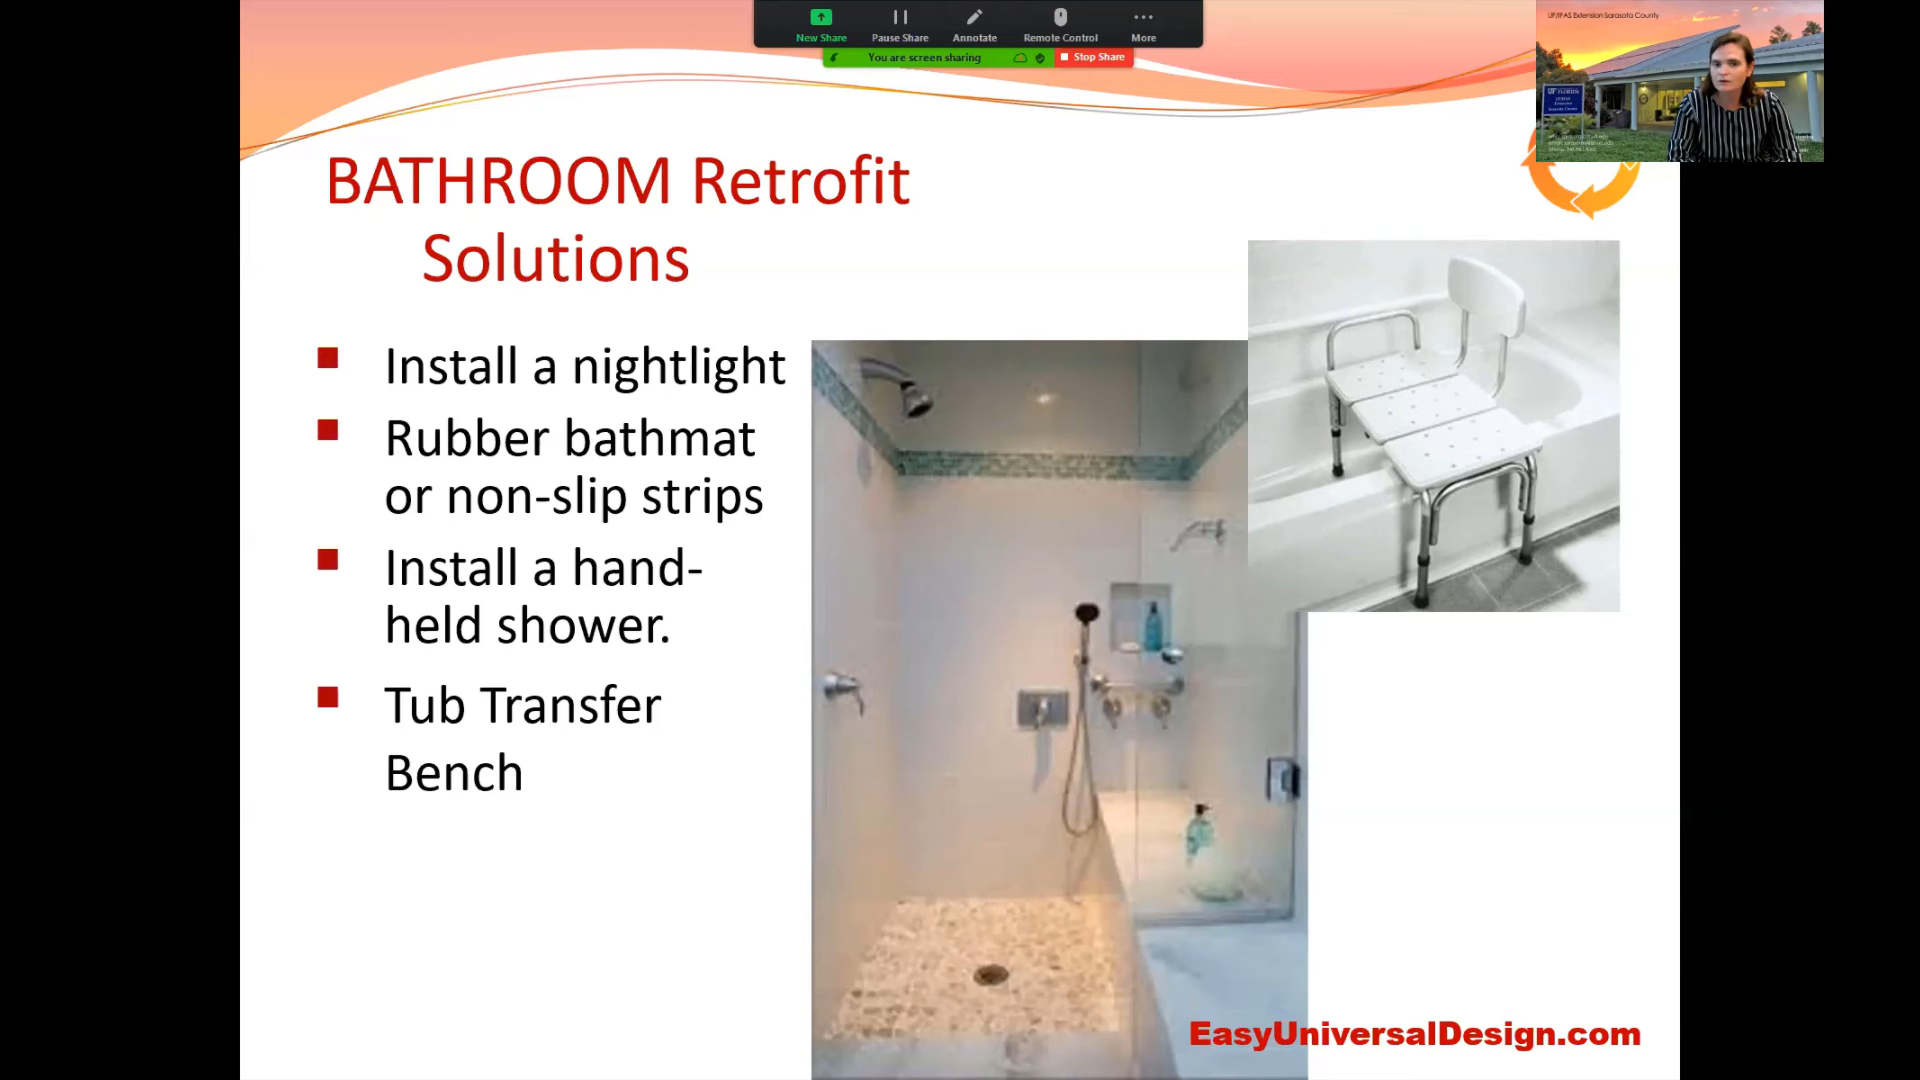 New Share
Pause Share
Annotate
Remote Control
More
You are screen sharing
Stop Share
UF/IFAS Extension Sarasota County
BATHROOM Retrofit
Solutions
Install a nightlight
Rubber bathmat
or non-slip strips
Install a hand-
held shower.
Tub Transfer
Bench
EasyUniversalDesign.com